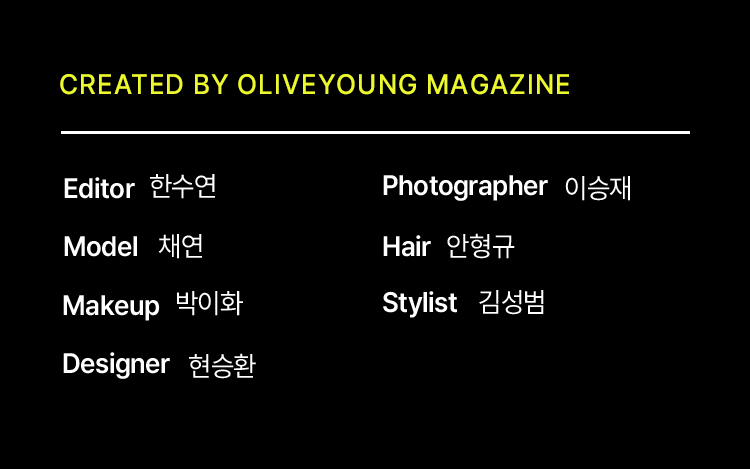 CREATED BY OLIVEYOUNG MAGAZINE
Editor 한수연
Photographer 이승재
Model 채연
Hair 안형규
Makeup 박이화
Stylist 김성범
Designer 현승환